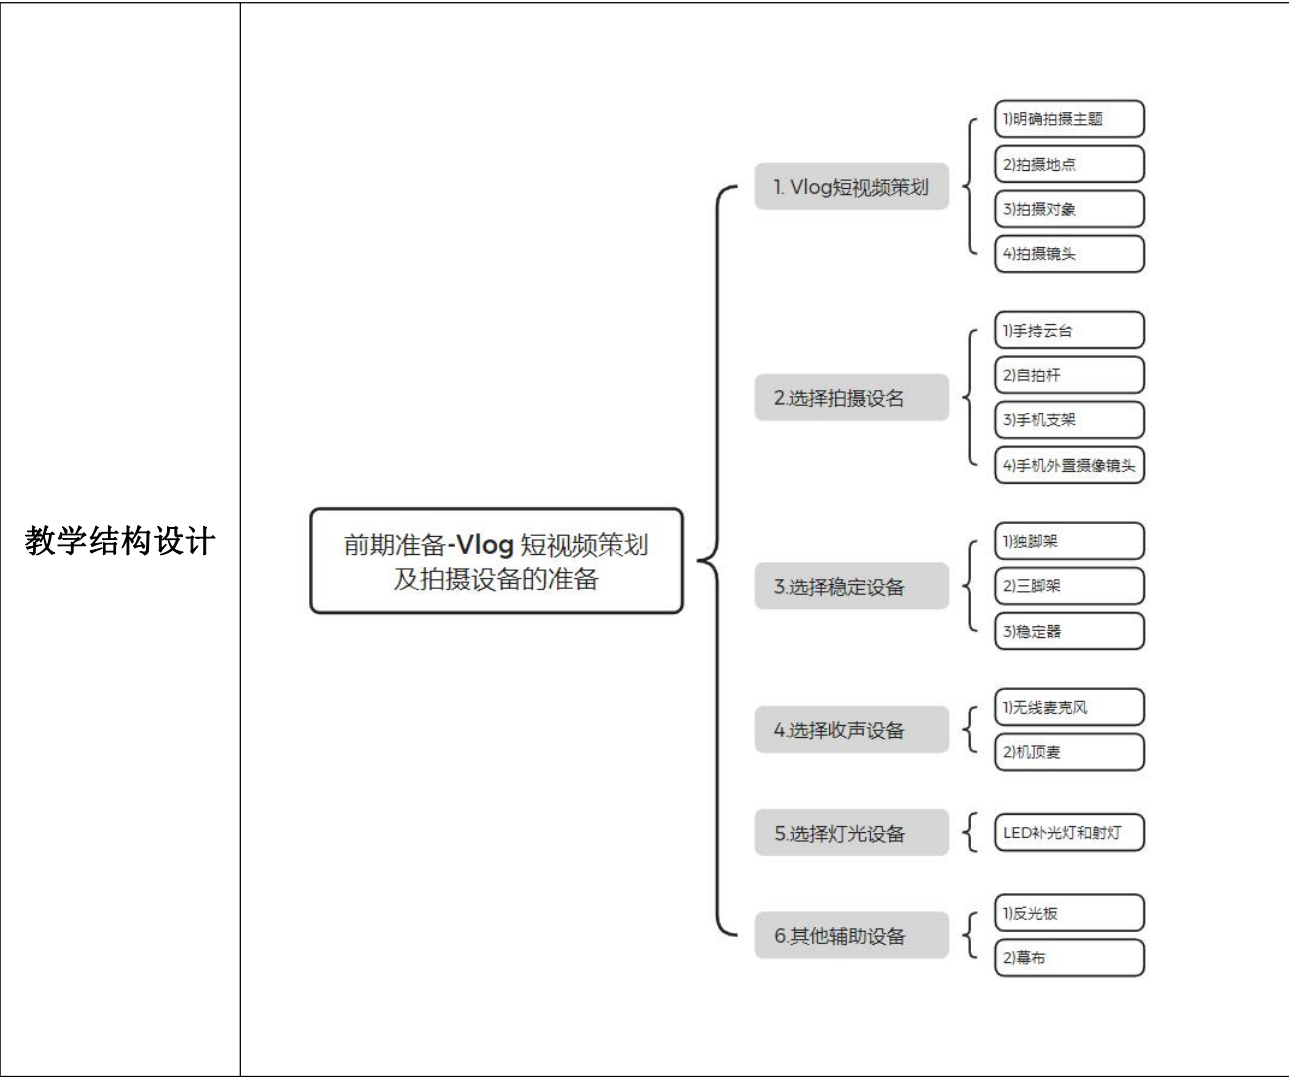 教学结构设计
前期准备-Vlog 短视频策划
及拍摄设备的准备
1. Vlog短视频策划
1)明确拍摄主题
2)拍摄地点
3)拍摄对象
4)拍摄镜头
2.选择拍摄设名
1)手持云台
2)自拍杆
3)手机支架
4)手机外置摄像镜头
3.选择稳定设备
1)独脚架
2)三脚架
3)稳定器
4.选择收声设备
1)无线麦克风
2)机顶麦
5.选择灯光设备
LED补光灯和射灯
6.其他辅助设备
1)反光板
2)幕布